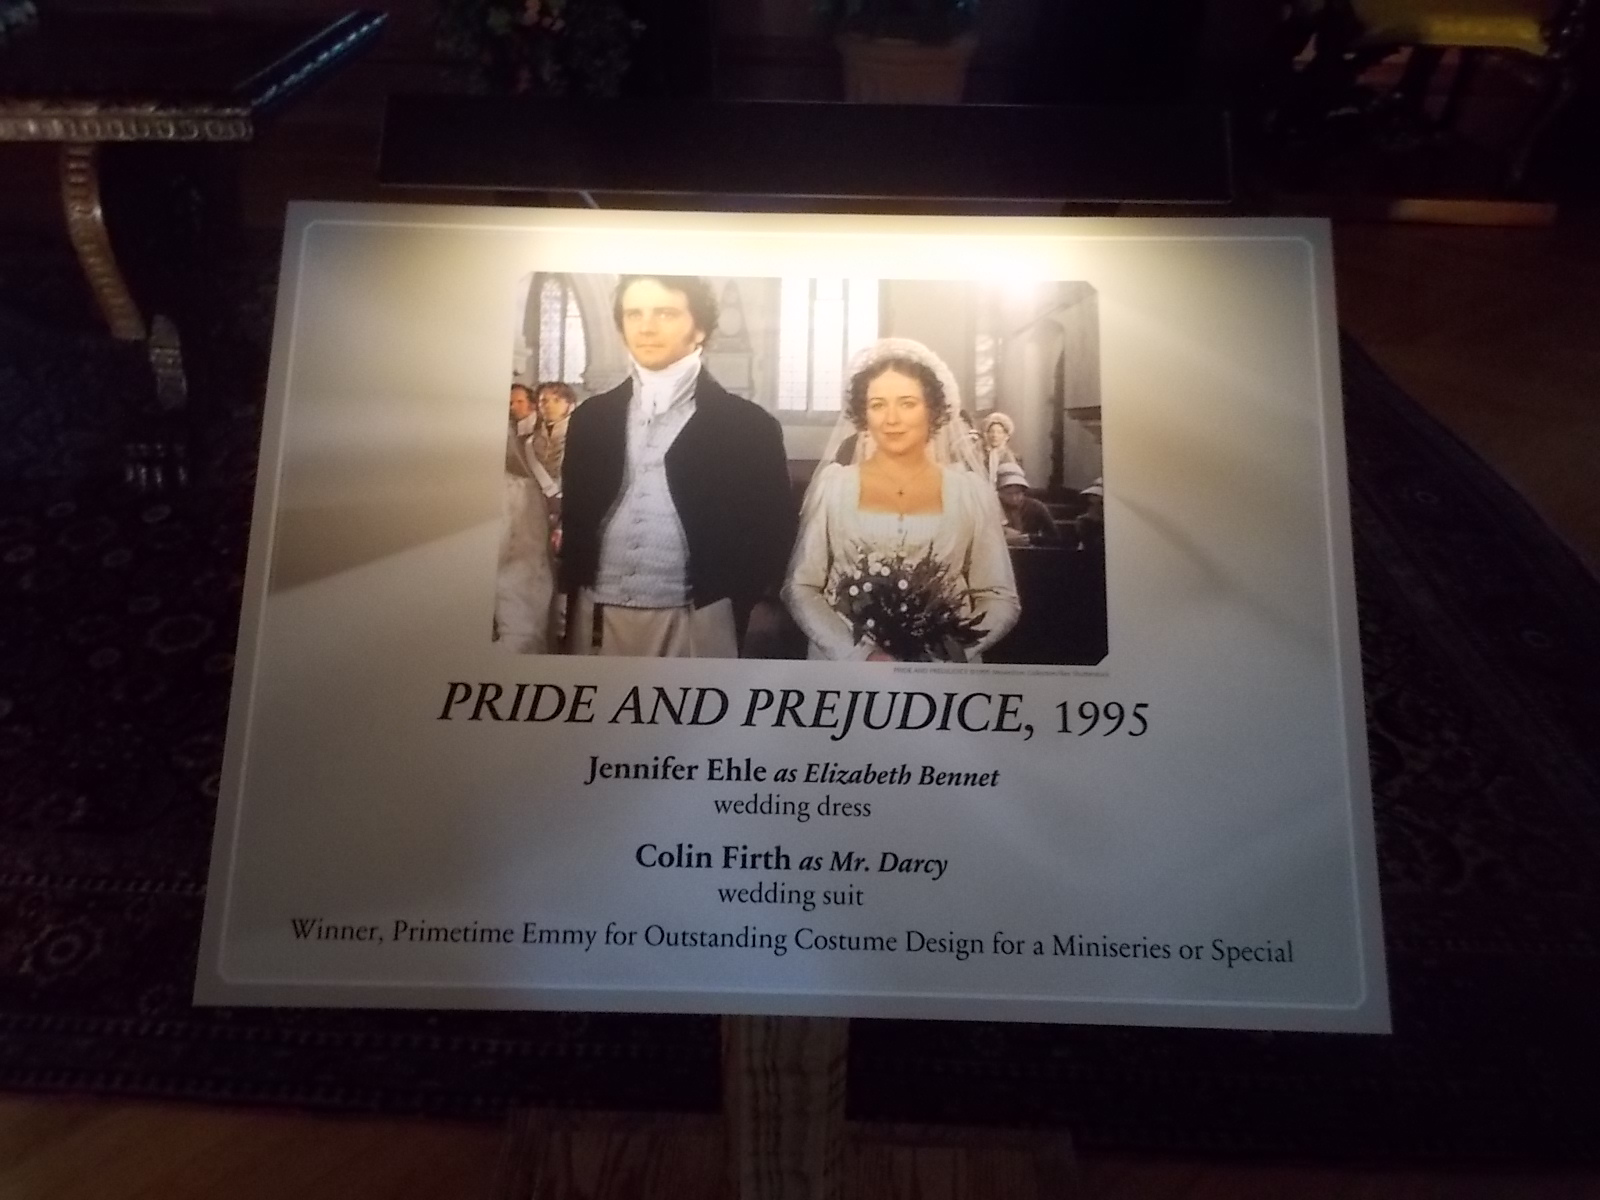 PRIDE AND PREJUDICE, 1995
Jennifer Ehle as Elizabeth Bennet
wedding dress
Colin Firth as Mr. Darcy
wedding suit
Winner, Primetime Emmy for Outstanding Costume Design for a Miniseries or Special